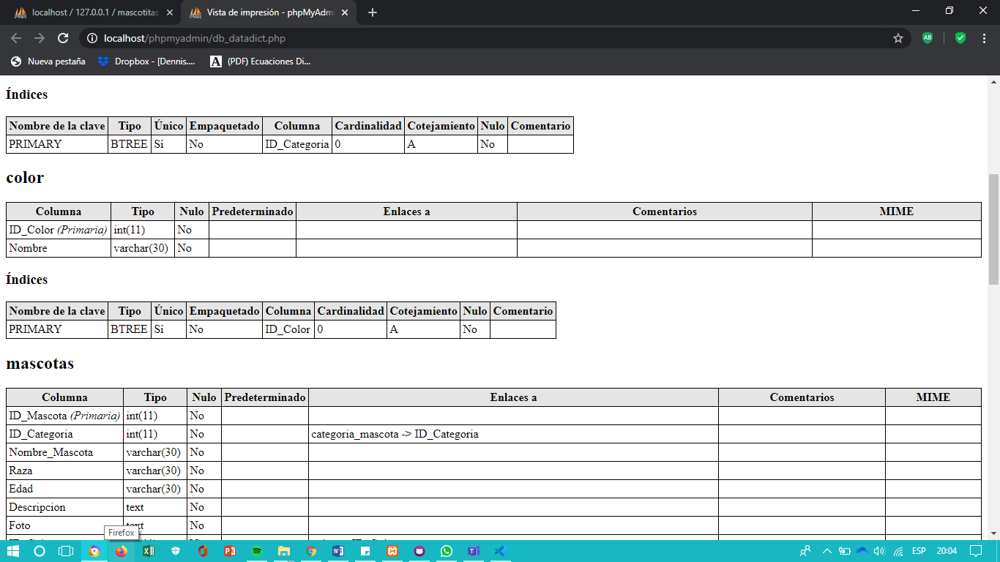 localhost / 127.0.0.1 / mascotitas
Vista de impresión - phpMyAdmi
localhost/phpmyadmin/db_datadict.php
Nueva pestaña
Dropbox - [Dennis....
(PDF) Ecuaciones Di...
Índices
Nombre de la clave Tipo Único Empaquetado Columna Cardinalidad Cotejamiento Nulo Comentario
PRIMARY BTREE Sí No ID_Categoria 0 A No
color
Columna Tipo Nulo Predeterminado Enlaces a Comentarios MIME
ID_Color (Primaria) int(11) No
Nombre varchar(30) No
Índices
Nombre de la clave Tipo Único Empaquetado Columna Cardinalidad Cotejamiento Nulo Comentario
PRIMARY BTREE Sí No ID_Color 0 A No
mascotas
Columna Tipo Nulo Predeterminado Enlaces a Comentarios MIME
ID_Mascota (Primaria) int(11) No
ID_Categoria int(11) No categoria_mascota -> ID_Categoria
Nombre_Mascota varchar(30) No
Raza varchar(30) No
Edad varchar(30) No
Descripcion text No
Foto text No
Firefox
ESP 20:04